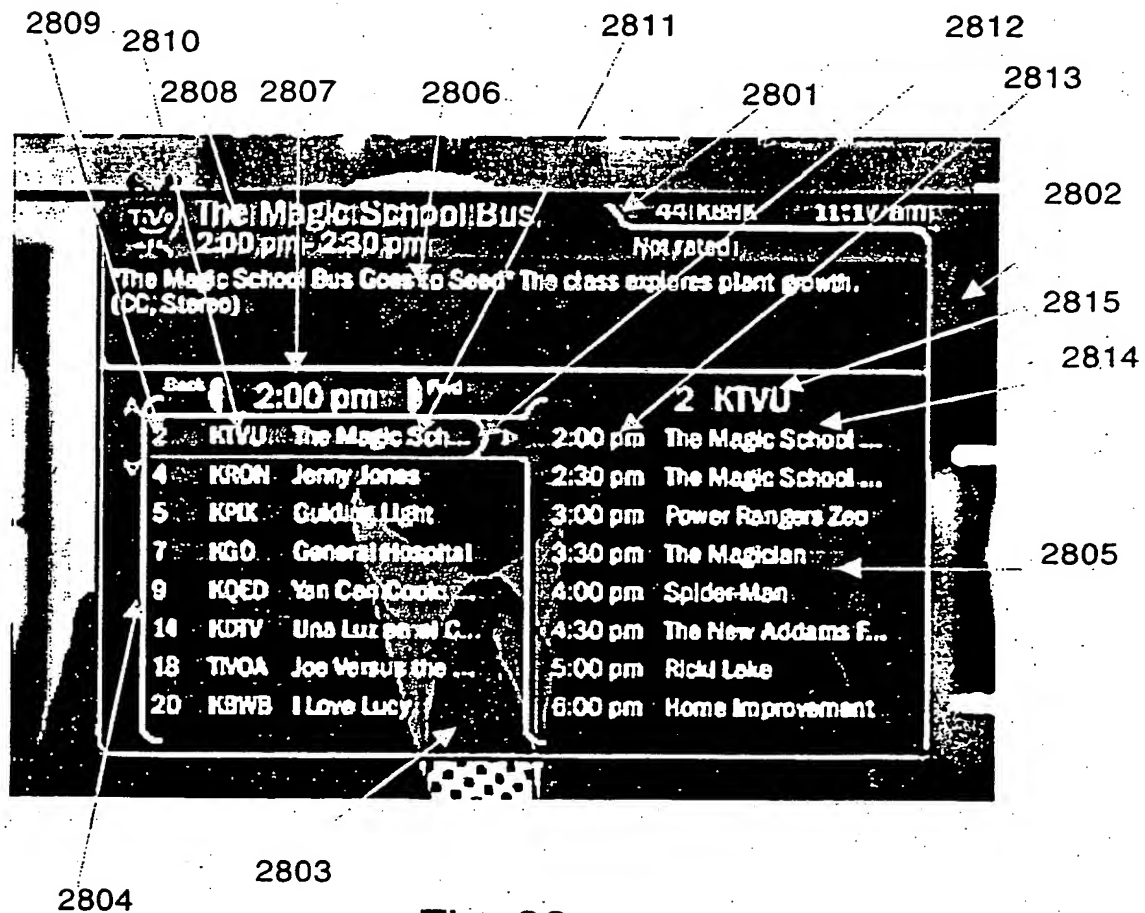 2809
2810
2811
2812
2808
2807
2806
2801
2813
2802
TiVo
The Magic School Bus
44 KBHK 11:17 am
2:00 pm - 2:30 pm
Not rated
"The Magic School Bus Goes to Seed" The class explores plant growth.
(CC, Stereo)
2815
2814
Back 2:00 pm Fwd
2 KTVU
2 KTVU The Magic Sch...
2:00 pm The Magic School ...
4 KRON Jenny Jones
2:30 pm The Magic School ...
5 KPIX Guiding Light
3:00 pm Power Rangers Zeo
7 KGO General Hospital
3:30 pm The Magician
2805
9 KQED Yan Can Cook ...
4:00 pm Spider-Man
14 KDTV Una Luz en el C...
4:30 pm The New Addams F...
18 TIVOA Joe Versus the ...
5:00 pm Ricki Lake
20 KBWB I Love Lucy
6:00 pm Home Improvement
2803
2804